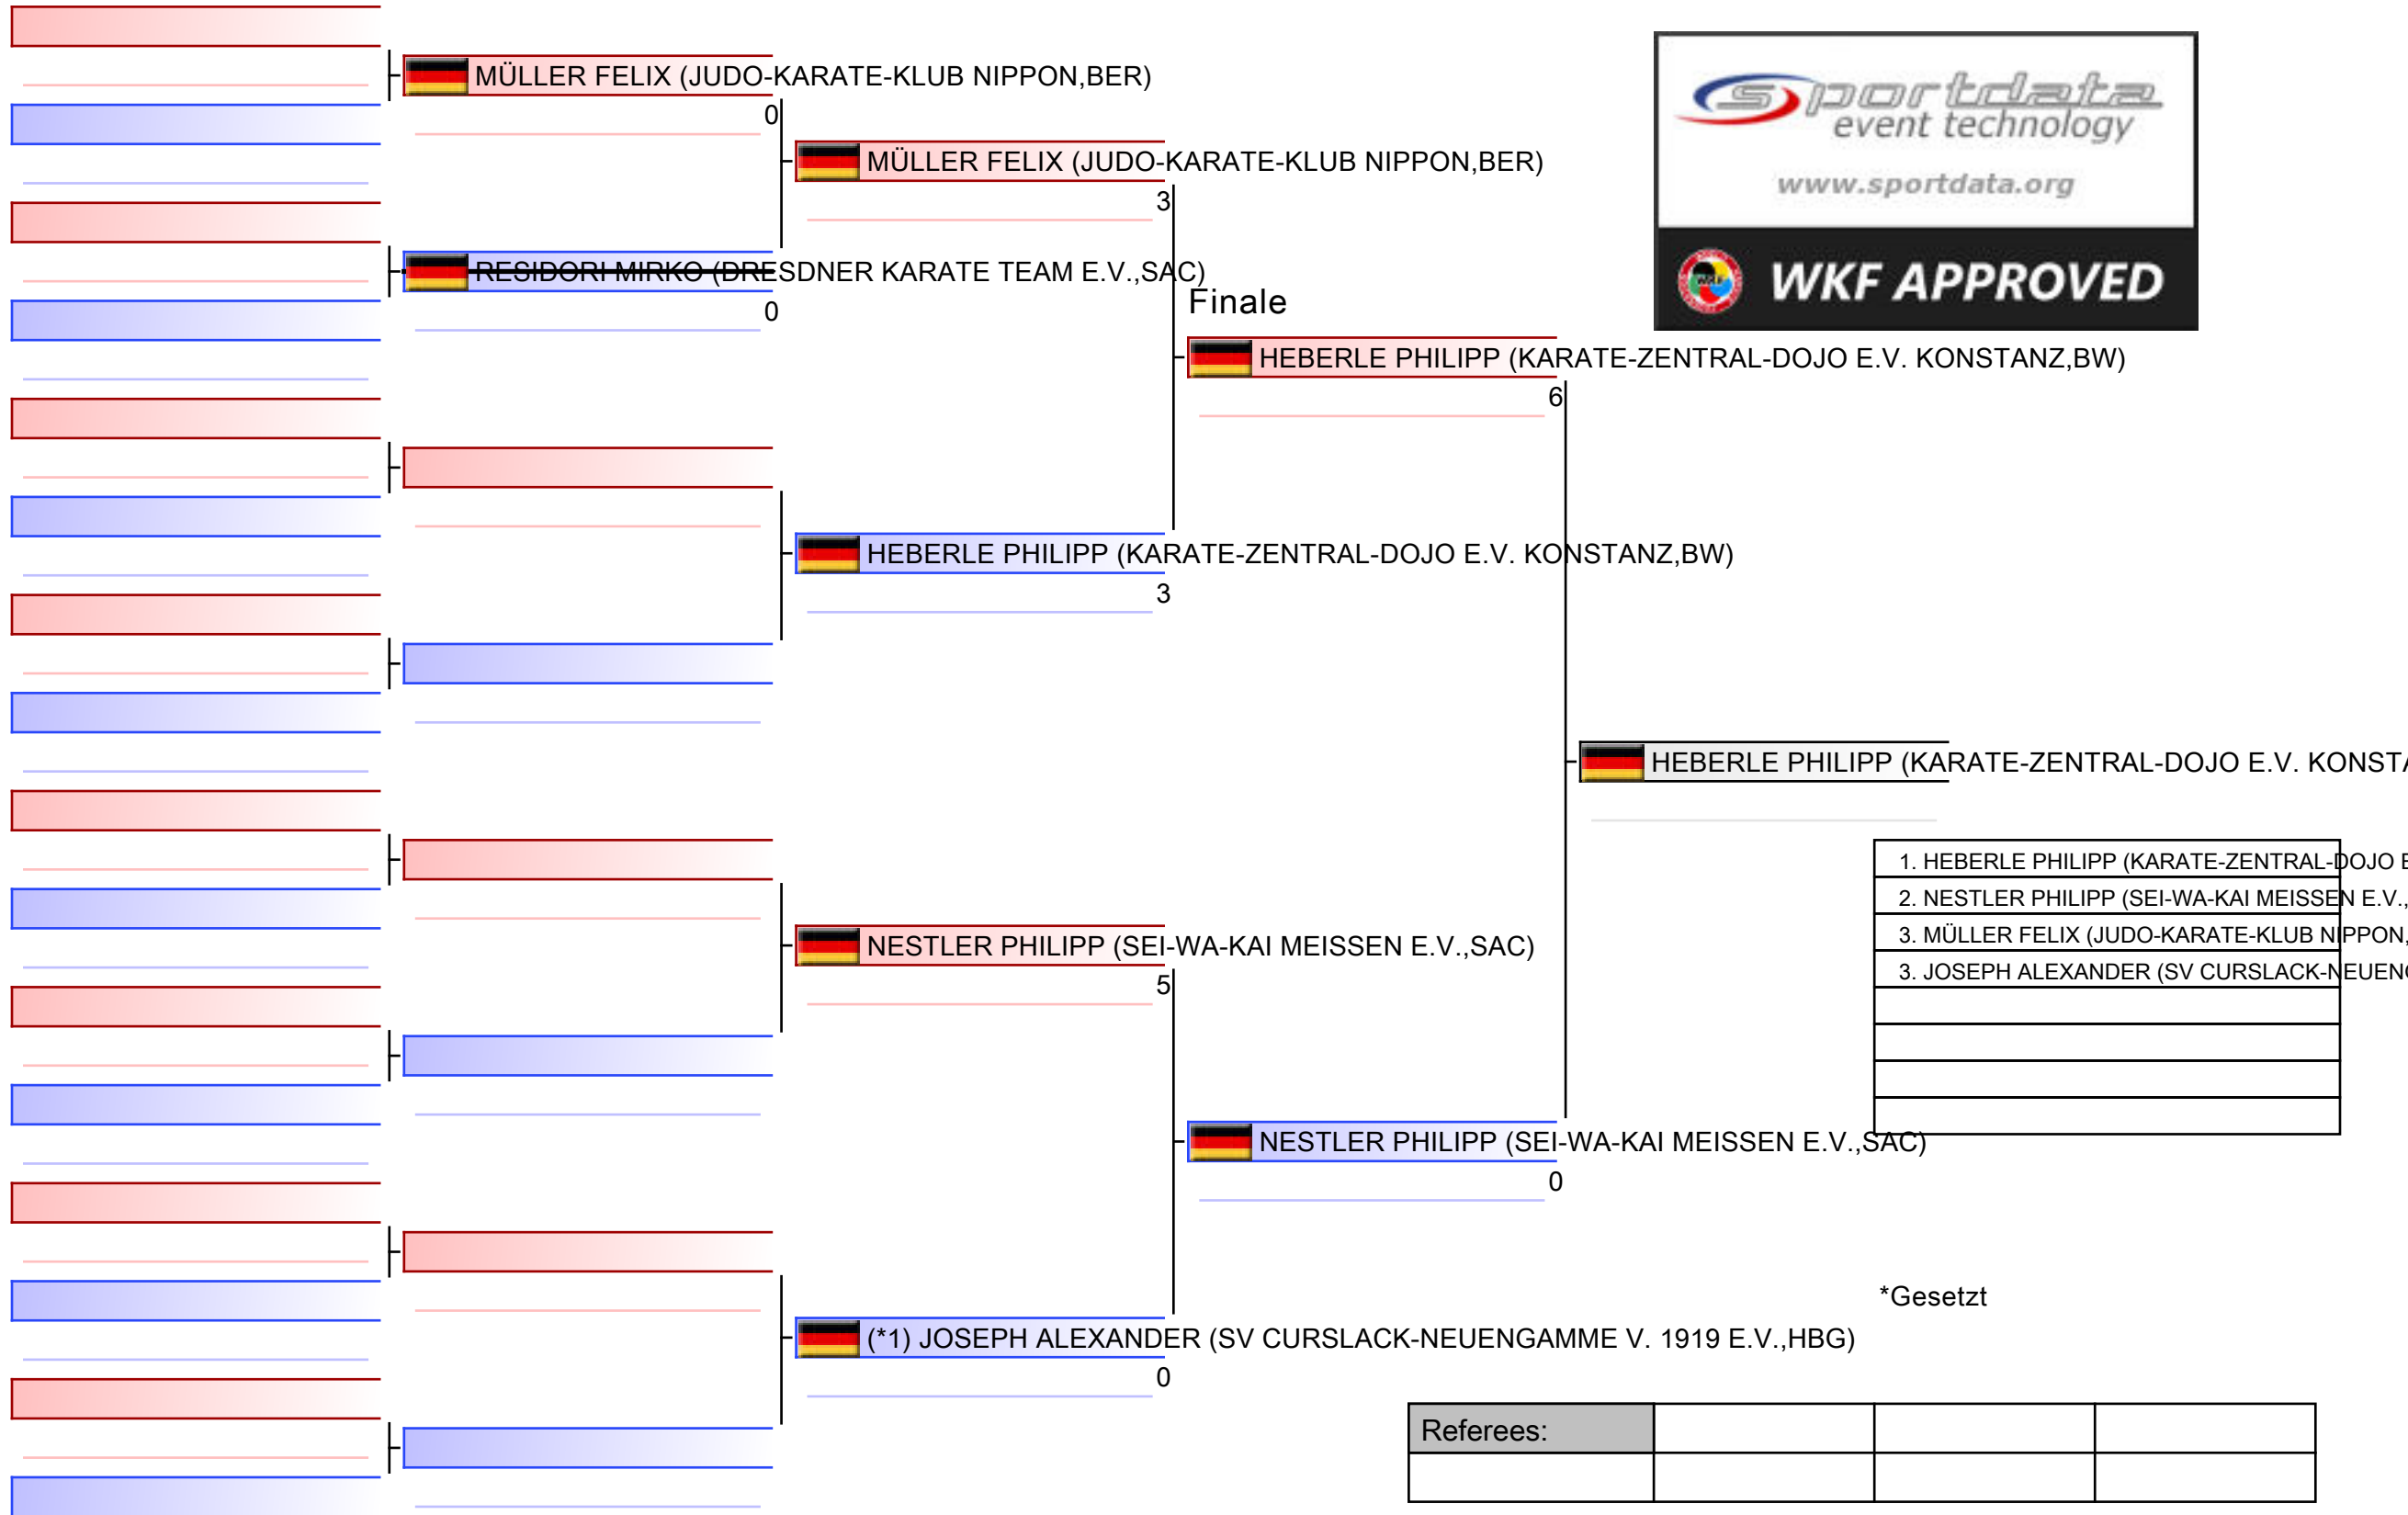 MÜLLER FELIX (JUDO-KARATE-KLUB NIPPON,BER)
0
RESIDORI MIRKO (DRESDNER KARATE TEAM E.V.,SAC)
0
MÜLLER FELIX (JUDO-KARATE-KLUB NIPPON,BER)
3
HEBERLE PHILIPP (KARATE-ZENTRAL-DOJO E.V. KONSTANZ,BW)
3
NESTLER PHILIPP (SEI-WA-KAI MEISSEN E.V.,SAC)
5
(*1) JOSEPH ALEXANDER (SV CURSLACK-NEUENGAMME V. 1919 E.V.,HBG)
0
Finale
HEBERLE PHILIPP (KARATE-ZENTRAL-DOJO E.V. KONSTANZ,BW)
6
NESTLER PHILIPP (SEI-WA-KAI MEISSEN E.V.,SAC)
0
sportdata
event technology
www.sportdata.org
WKF
WKF APPROVED
HEBERLE PHILIPP (KARATE-ZENTRAL-DOJO E.V. KONSTA
1. HEBERLE PHILIPP (KARATE-ZENTRAL-DOJO E
2. NESTLER PHILIPP (SEI-WA-KAI MEISSEN E.V.,
3. MÜLLER FELIX (JUDO-KARATE-KLUB NIPPON,
3. JOSEPH ALEXANDER (SV CURSLACK-NEUENG
*Gesetzt
Referees: